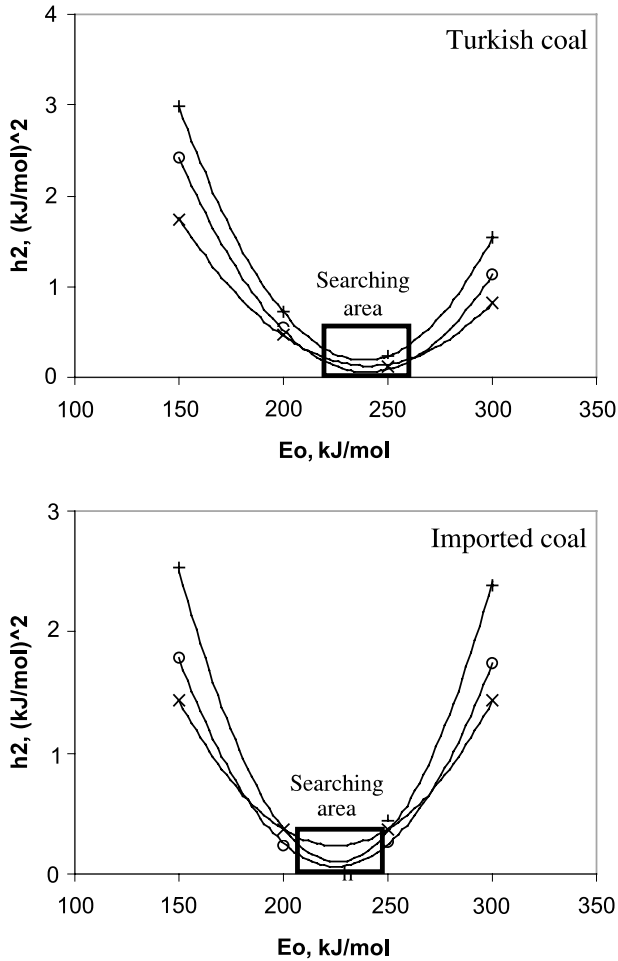 4
Turkish coal
3
h2, (kJ/mol)^2
2
Searching
area
1
0
100 150 200 250 300 350
Eo, kJ/mol
3
Imported coal
2
h2, (kJ/mol)^2
1
Searching
area
0
100 150 200 250 300 350
Eo, kJ/mol